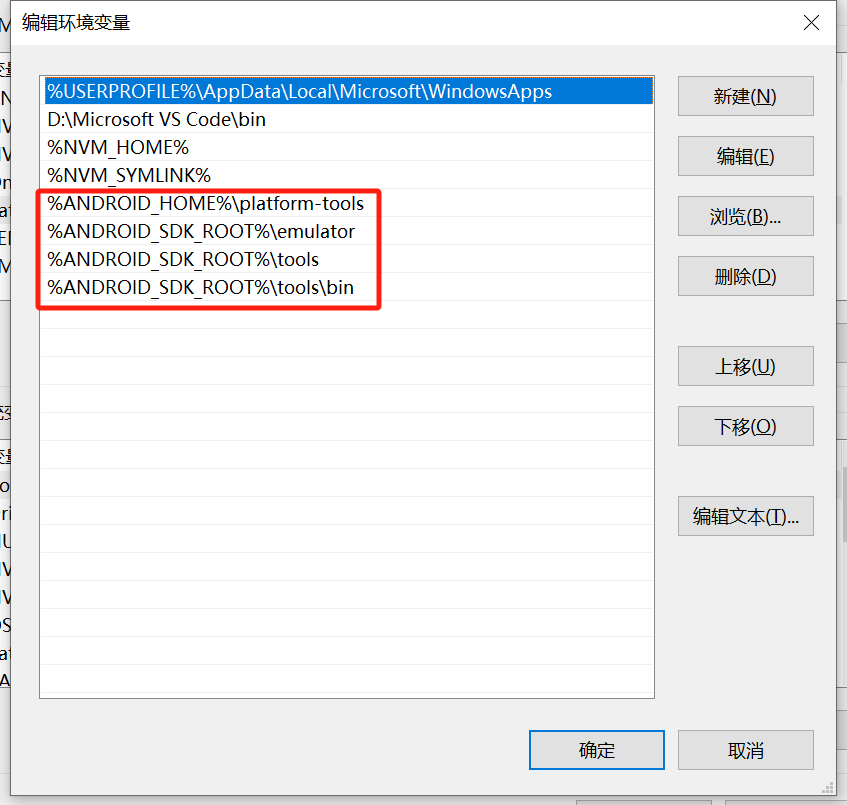 编辑环境变量
%USERPROFILE%\AppData\Local\Microsoft\WindowsApps
D:\Microsoft VS Code\bin
%NVM_HOME%
%NVM_SYMLINK%
%ANDROID_HOME%\platform-tools
%ANDROID_SDK_ROOT%\emulator
%ANDROID_SDK_ROOT%\tools
%ANDROID_SDK_ROOT%\tools\bin
新建(N)
编辑(E)
浏览(B)...
删除(D)
上移(U)
下移(O)
编辑文本(T)...
确定
取消